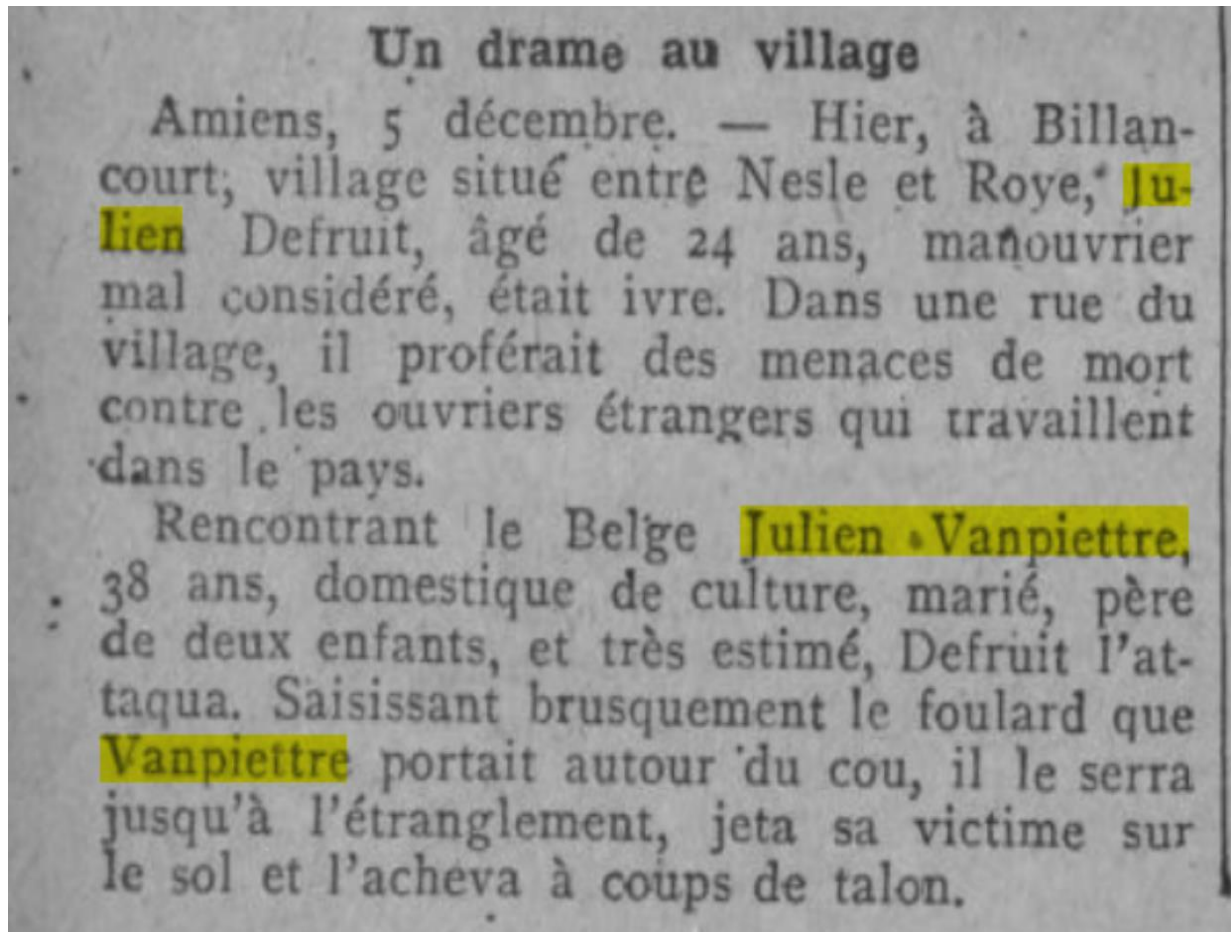 Un drame au village
Amiens, 5 décembre. — Hier, à Billan-
court, village situé entre Nesle et Roye, Ju-
lien Defruit, âgé de 24 ans, manouvrier
mal considéré, était ivre. Dans une rue du
village, il proférait des menaces de mort
contre les ouvriers étrangers qui travaillent
dans le pays.
Rencontrant le Belge Julien Vanpiettre,
38 ans, domestique de culture, marié, père
de deux enfants, et très estimé, Defruit l'at-
taqua. Saisissant brusquement le foulard que
Vanpiettre portait autour du cou, il le serra
jusqu'à l'étranglement, jeta sa victime sur
le sol et l'acheva à coups de talon.